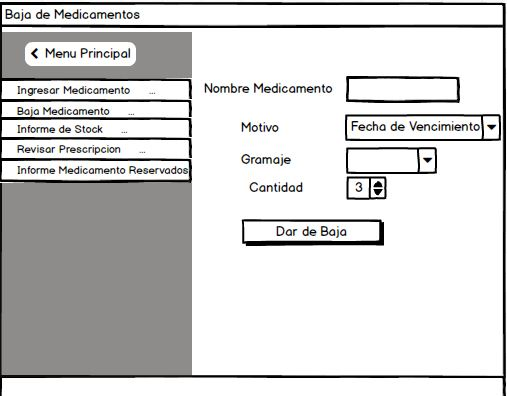 Baja de Medicamentos
Menu Principal
Ingresar Medicamento ...
Baja Medicamento ...
Informe de Stock ...
Revisar Prescripcion ...
Informe Medicamento Reservados
Nombre Medicamento
Motivo Fecha de Vencimiento
Gramaje
Cantidad 3
Dar de Baja